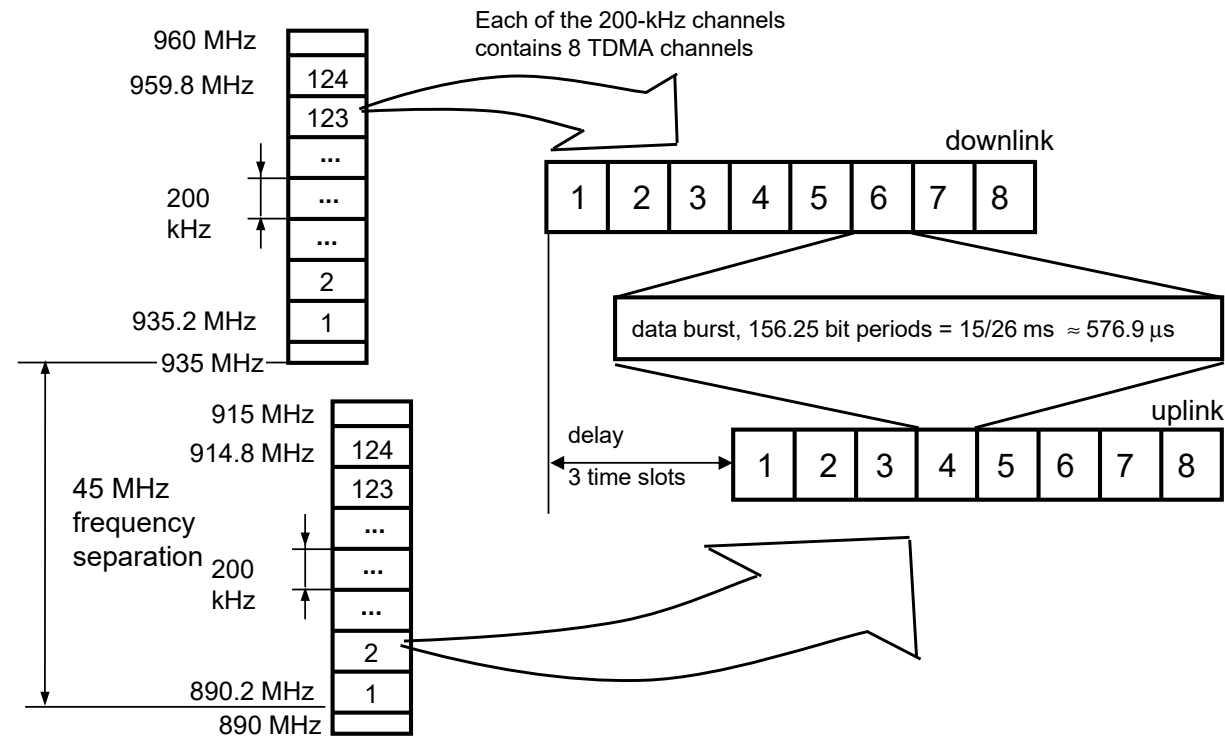 Each of the 200-kHz channels
contains 8 TDMA channels
960 MHz
959.8 MHz
124
123
...
200
kHz
...
...
2
935.2 MHz
1
935 MHz
downlink
1 2 3 4 5 6 7 8
data burst, 156.25 bit periods = 15/26 ms ≈ 576.9 μs
uplink
delay
3 time slots
1 2 3 4 5 6 7 8
915 MHz
914.8 MHz
124
123
...
45 MHz
frequency
separation
200
kHz
...
...
2
890.2 MHz
1
890 MHz